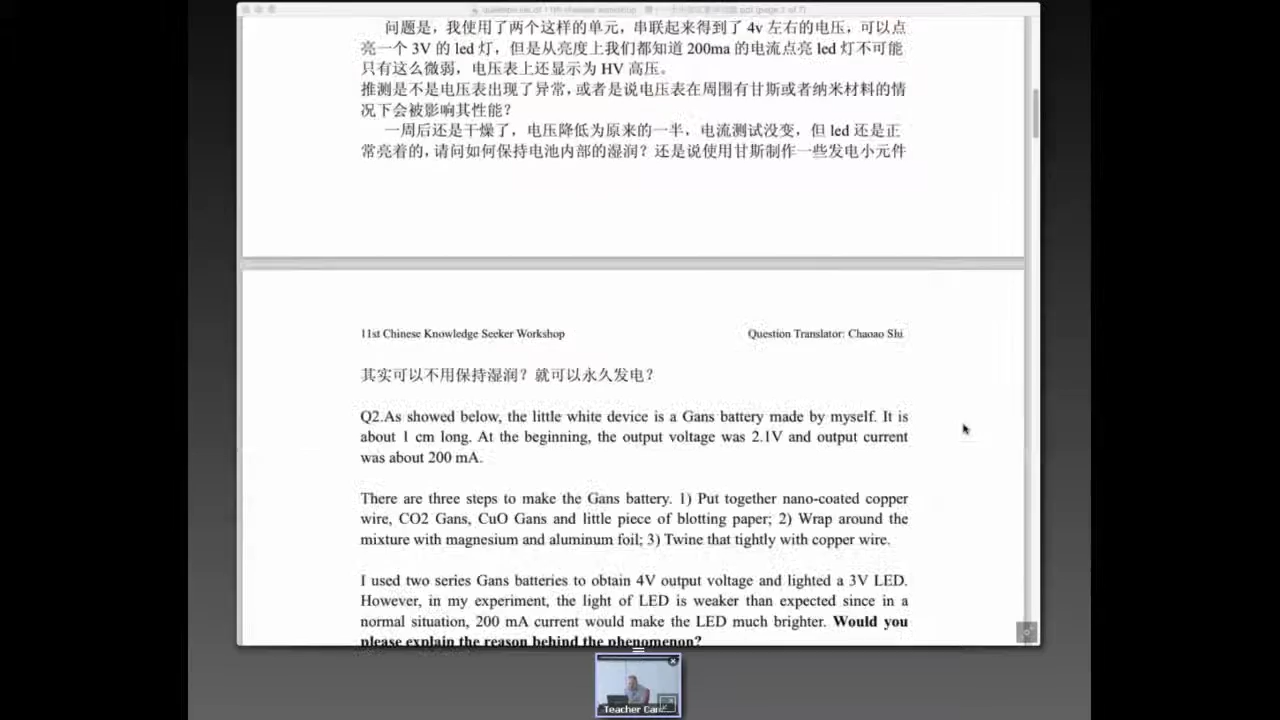 问题是，我使用了两个这样的单元，串联起来得到了 4v 左右的电压，可以点
亮一个 3V 的 led 灯，但是从亮度上我们都知道 200ma 的电流点亮 led 灯不可能
只有这么微弱，电压表上还显示为 HV 高压。
推测是不是电压表出现了异常，或者是说电压表在周围有甘斯或者纳米材料的情
况下会被影响其性能？
一周后还是干燥了，电压降低为原来的一半，电流测试没变，但 led 还是正
常亮着的，请问如何保持电池内部的湿润？还是说使用甘斯制作一些发电小元件
11st Chinese Knowledge Seeker Workshop
Question Translator: Chaoao Shi
其实可以不用保持湿润？就可以永久发电？
Q2.As showed below, the little white device is a Gans battery made by myself. It is
about 1 cm long. At the beginning, the output voltage was 2.1V and output current
was about 200 mA.
There are three steps to make the Gans battery. 1) Put together nano-coated copper
wire, CO2 Gans, CuO Gans and little piece of blotting paper; 2) Wrap around the
mixture with magnesium and aluminum foil; 3) Twine that tightly with copper wire.
I used two series Gans batteries to obtain 4V output voltage and lighted a 3V LED.
However, in my experiment, the light of LED is weaker than expected since in a
normal situation, 200 mA current would make the LED much brighter. Would you
please explain the reason behind the phenomenon?
Teacher Cam